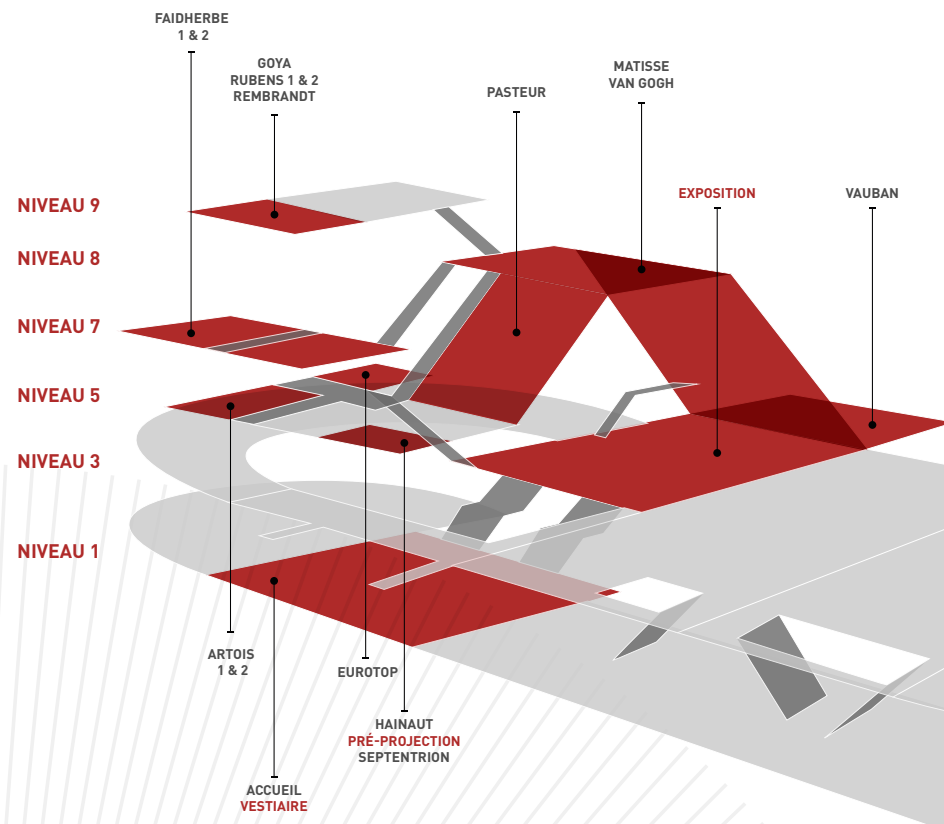 FAIDHERBE
1 & 2
GOYA
RUBENS 1 & 2
REMBRANDT
PASTEUR
MATISSE
VAN GOGH
EXPOSITION
VAUBAN
NIVEAU 9
NIVEAU 8
NIVEAU 7
NIVEAU 5
NIVEAU 3
NIVEAU 1
ARTOIS
1 & 2
EUROTOP
HAINAUT
PRÉ-PROJECTION
SEPTENTRION
ACCUEIL
VESTIAIRE